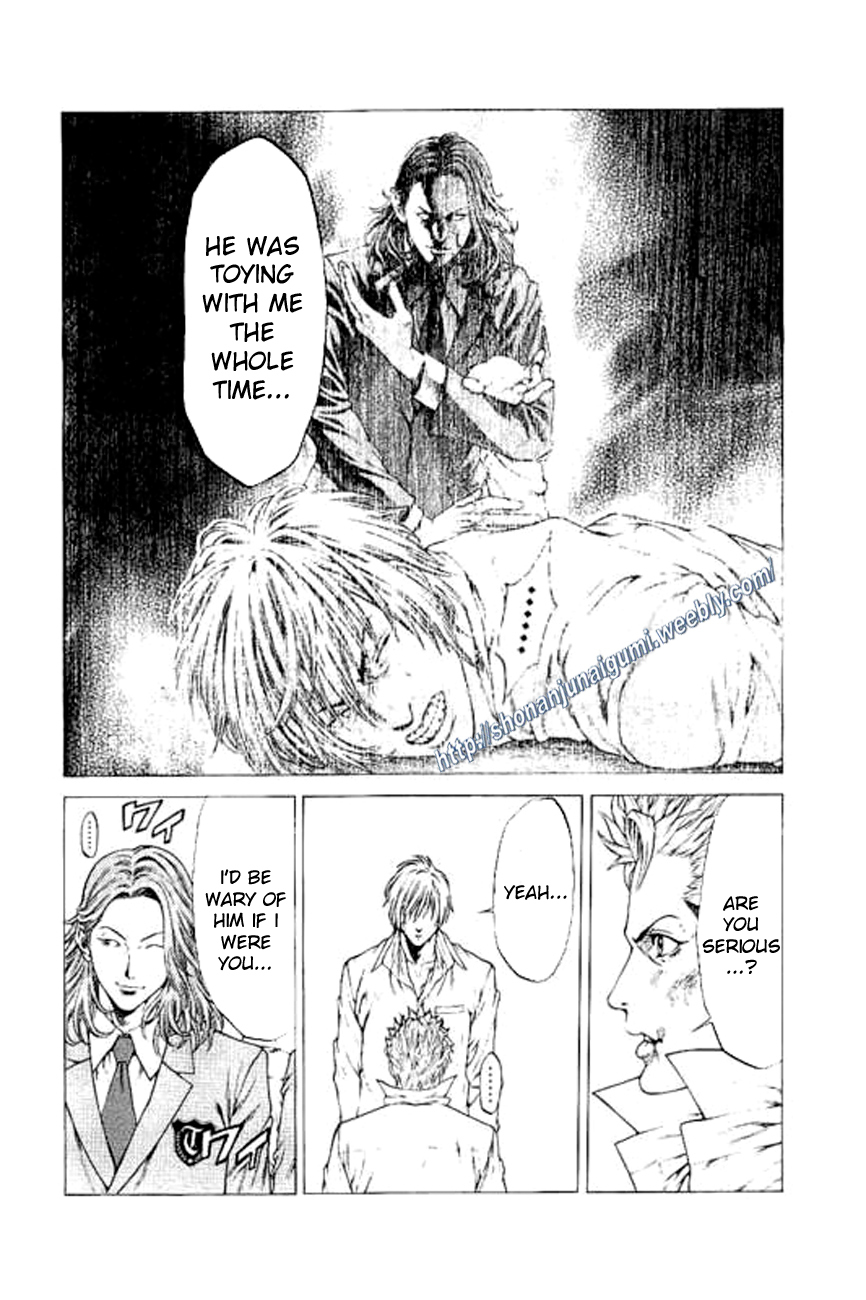 HE WAS
TOYING
WITH ME
THE
WHOLE
TIME...
......
http://shonanjunaigumi.weebly.com/
ARE
YOU
SERIOUS
...?
YEAH...
......
I'D BE
WARY OF
HIM IF I
WERE
YOU...
......
ワイ
ワイ
T